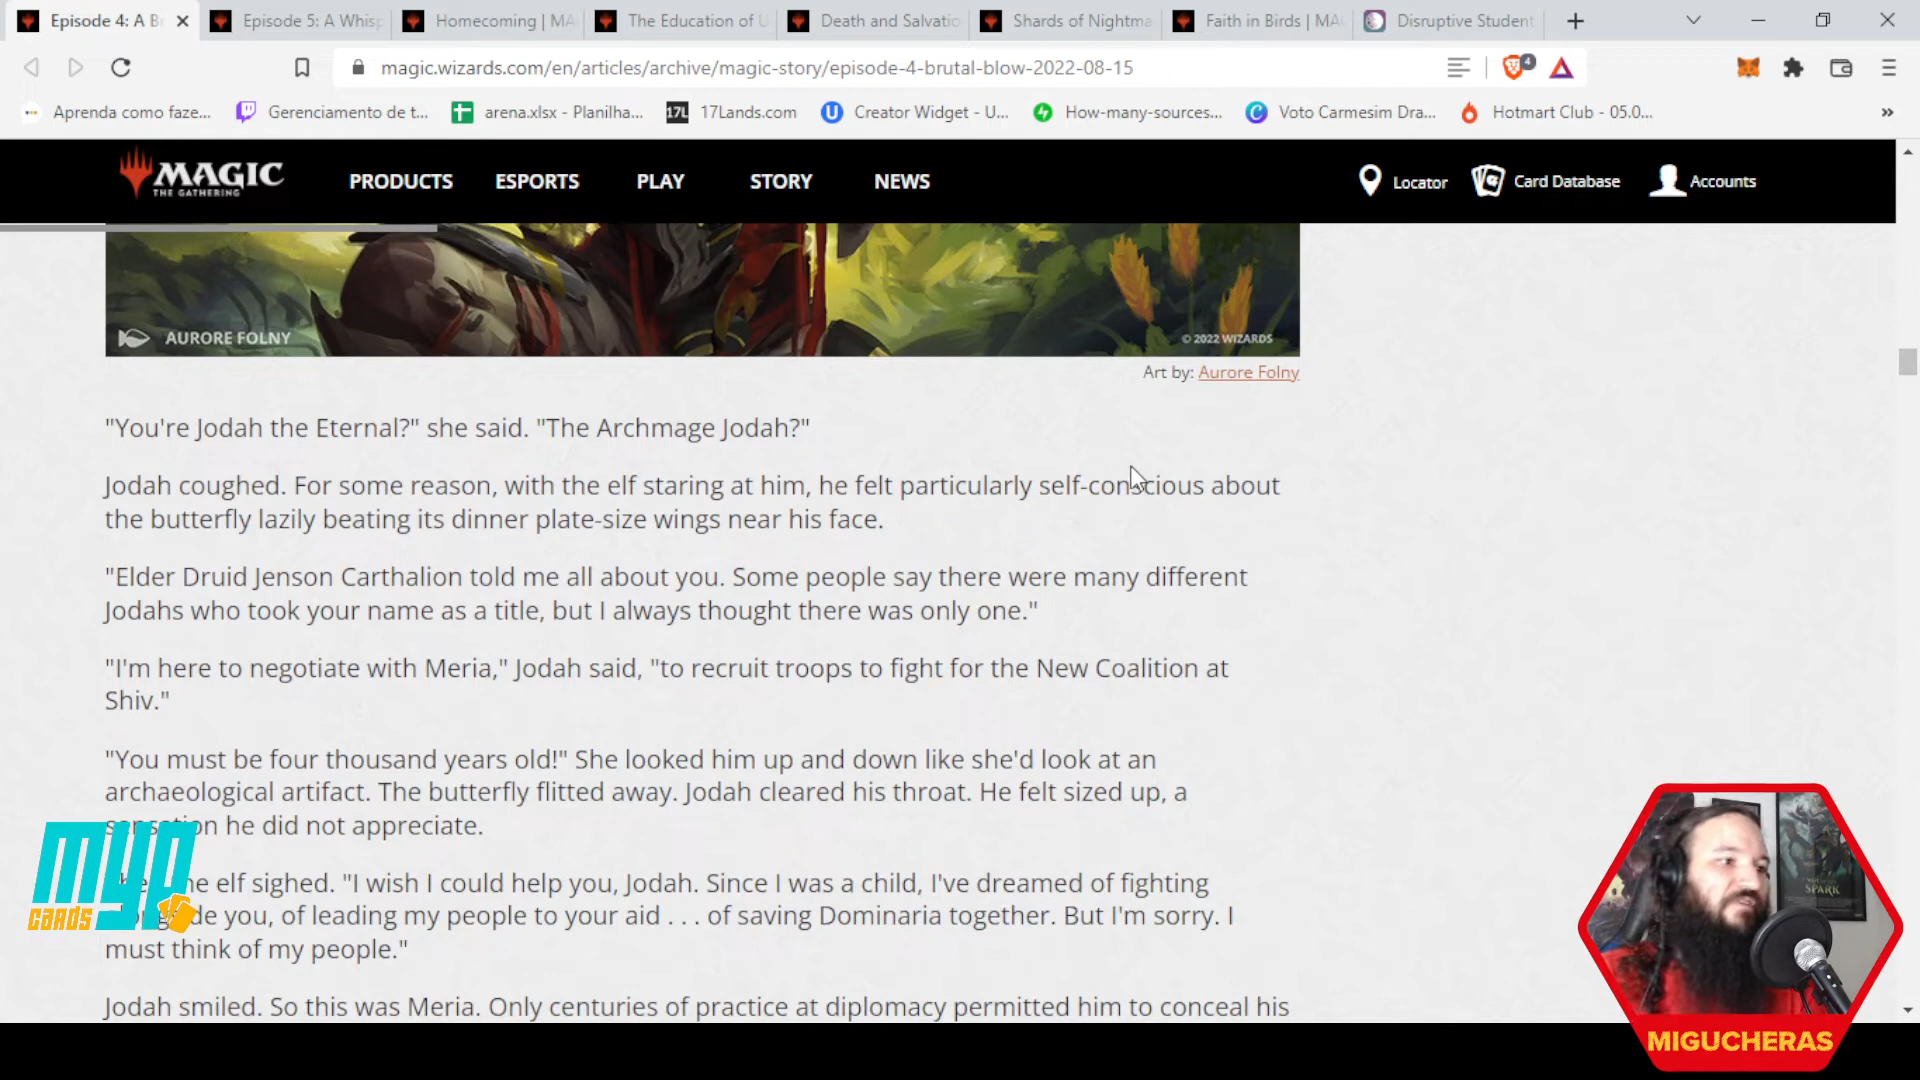 Episode 4: A Br
Episode 5: A Whisp
Homecoming | MA
The Education of U
Death and Salvatio
Shards of Nightma
Faith in Birds | MA
Disruptive Student
magic.wizards.com/en/articles/archive/magic-story/episode-4-brutal-blow-2022-08-15
4
Aprenda como faze...
Gerenciamento de t...
arena.xlsx - Planilha...
17L
17Lands.com
U
Creator Widget - U...
How-many-sources...
Voto Carmesim Dra...
Hotmart Club - 05.0...
MAGIC
THE GATHERING
PRODUCTS
ESPORTS
PLAY
STORY
NEWS
Locator
Card Database
Accounts
AURORE FOLNY
© 2022 WIZARDS
Art by: Aurore Folny
"You're Jodah the Eternal?" she said. "The Archmage Jodah?"
Jodah coughed. For some reason, with the elf staring at him, he felt particularly self-conscious about
the butterfly lazily beating its dinner plate-size wings near his face.
"Elder Druid Jenson Carthalion told me all about you. Some people say there were many different
Jodahs who took your name as a title, but I always thought there was only one."
"I'm here to negotiate with Meria," Jodah said, "to recruit troops to fight for the New Coalition at
Shiv."
"You must be four thousand years old!" She looked him up and down like she'd look at an
archaeological artifact. The butterfly flitted away. Jodah cleared his throat. He felt sized up, a
sensation he did not appreciate.
he elf sighed. "I wish I could help you, Jodah. Since I was a child, I've dreamed of fighting
de you, of leading my people to your aid . . . of saving Dominaria together. But I'm sorry. I
must think of my people."
Jodah smiled. So this was Meria. Only centuries of practice at diplomacy permitted him to conceal his
myp
cards
SPARK
MIGUCHERAS